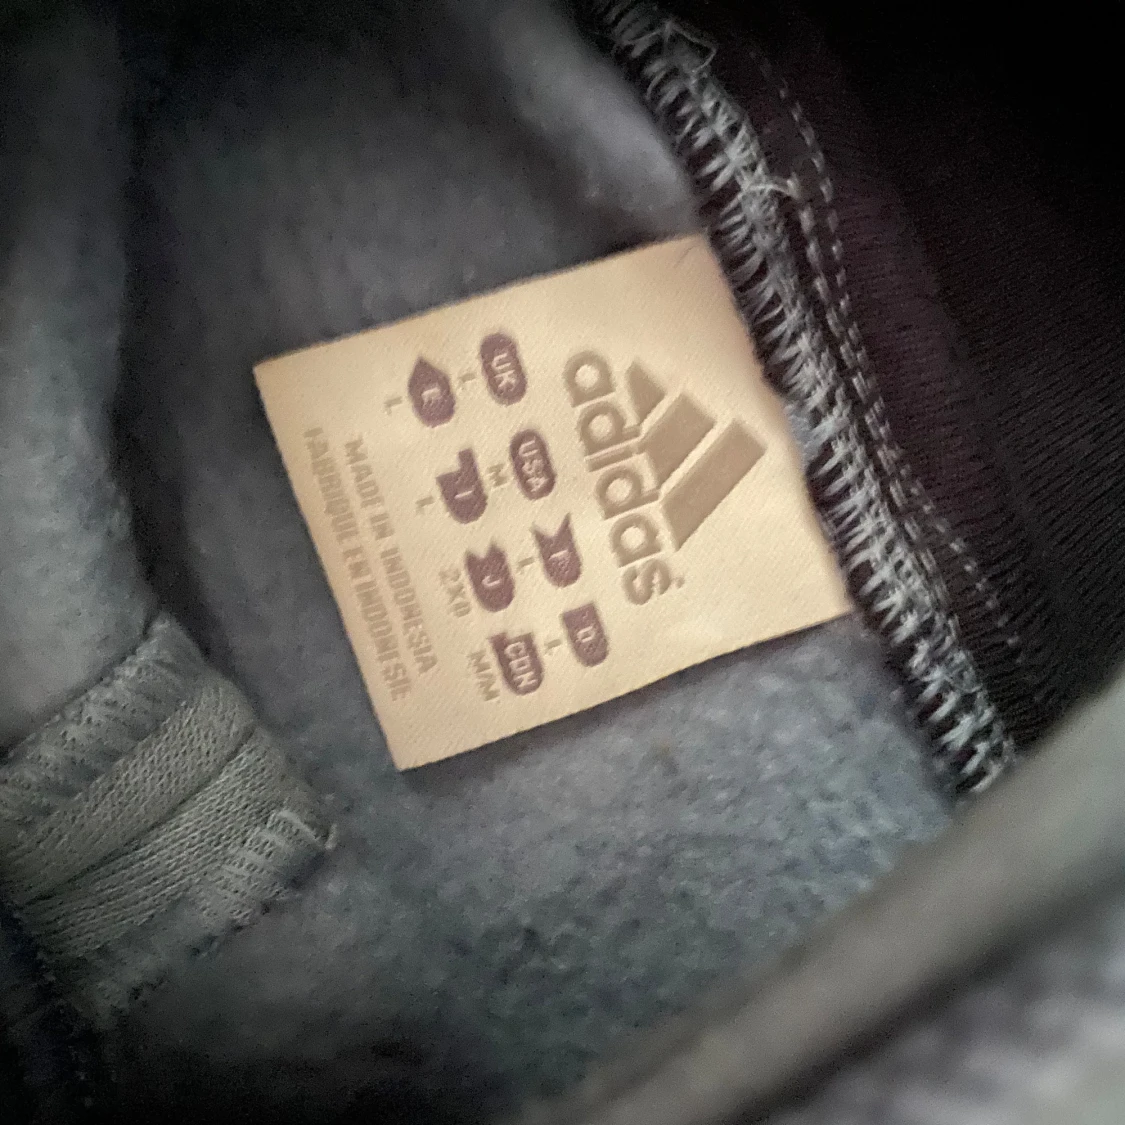 adidas
UK USA F D
L M L L
E I J CDN
L L 2XO M/M
MADE IN INDONESIA
FABRIQUE EN INDONESIE